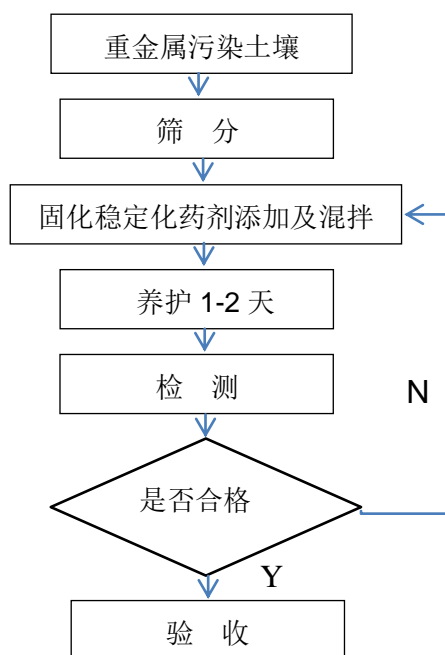 重金属污染土壤
筛 分
固化稳定化药剂添加及混拌
养护 1-2 天
检 测
N
是否合格
Y
验 收